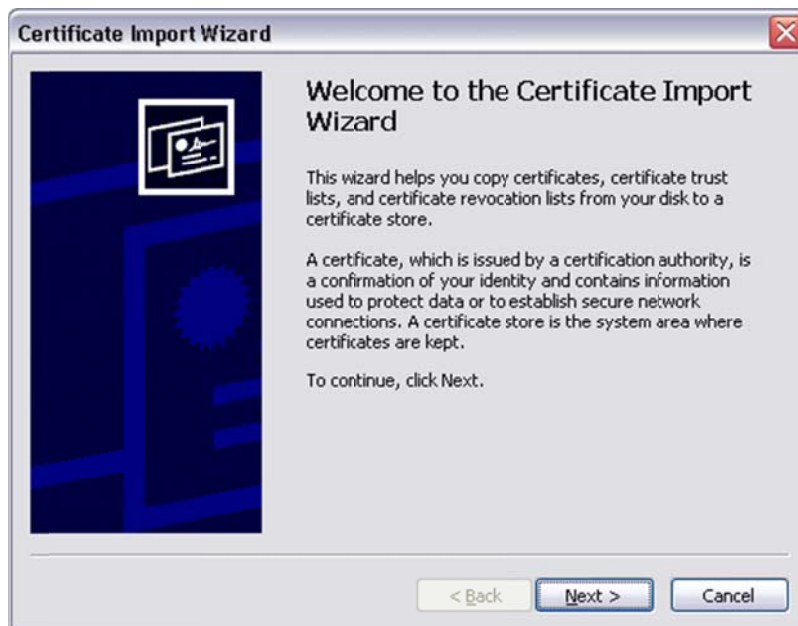 Certificate Import Wizard
Welcome to the Certificate Import
Wizard
This wizard helps you copy certificates, certificate trust
lists, and certificate revocation lists from your disk to a
certificate store.
A certificate, which is issued by a certification authority, is
a confirmation of your identity and contains information
used to protect data or to establish secure network
connections. A certificate store is the system area where
certificates are kept.
To continue, click Next.
< Back
Next >
Cancel